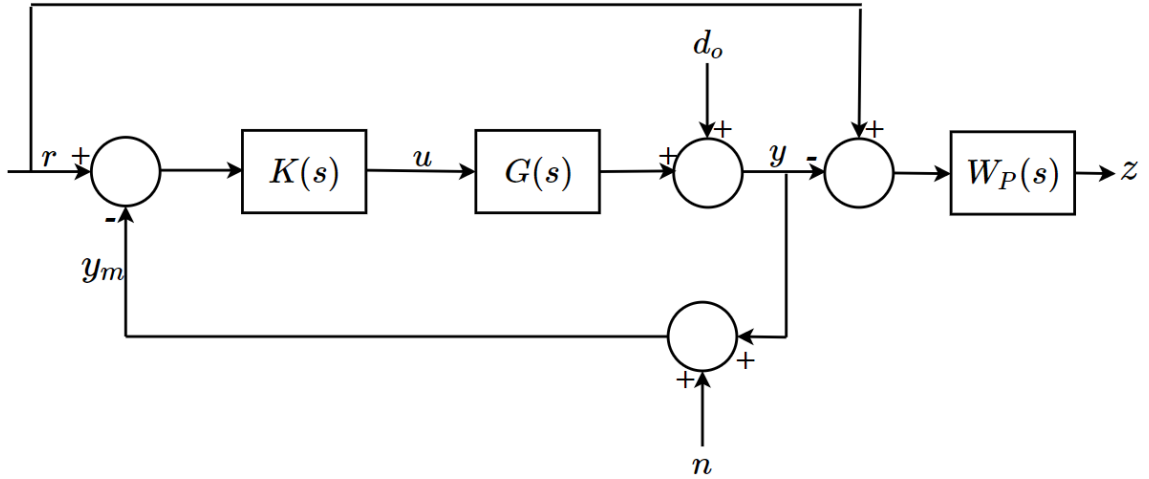 d_o
+
r + K(s) u G(s) + y - + W_P(s) z
-
y_m
+
+
n